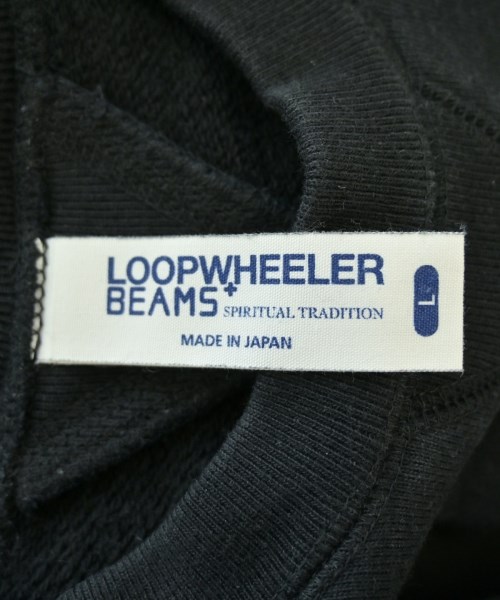 LOOPWHEELER
BEAMS+ SPIRITUAL TRADITION
MADE IN JAPAN
L